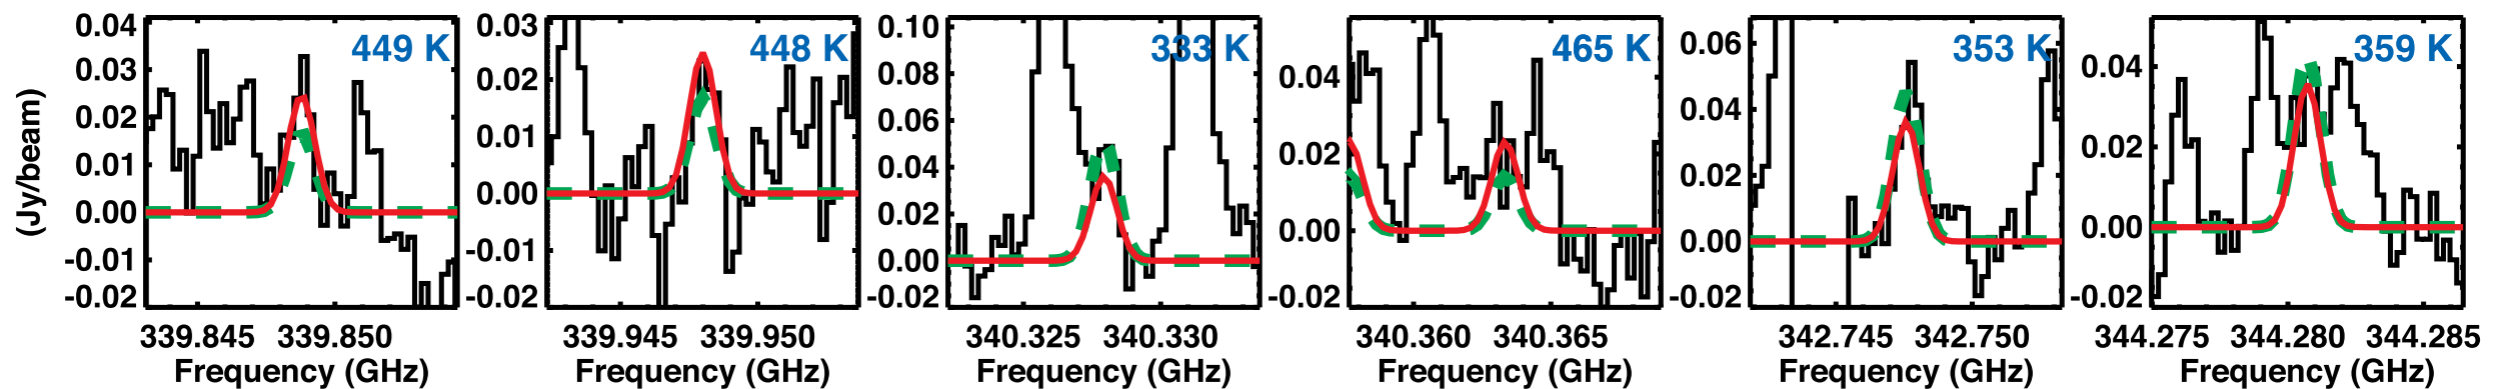 (Jy/beam)
0.04
0.03
0.02
0.01
0.00
-0.01
-0.02
449 K
339.845 339.850
Frequency (GHz)
0.03
0.02
0.01
0.00
-0.01
-0.02
448 K
339.945 339.950
Frequency (GHz)
0.10
0.08
0.06
0.04
0.02
0.00
-0.02
333 K
340.325 340.330
Frequency (GHz)
0.04
0.02
0.00
-0.02
465 K
340.360 340.365
Frequency (GHz)
0.06
0.04
0.02
0.00
-0.02
353 K
342.745 342.750
Frequency (GHz)
0.04
0.02
0.00
-0.02
359 K
344.275 344.280 344.285
Frequency (GHz)